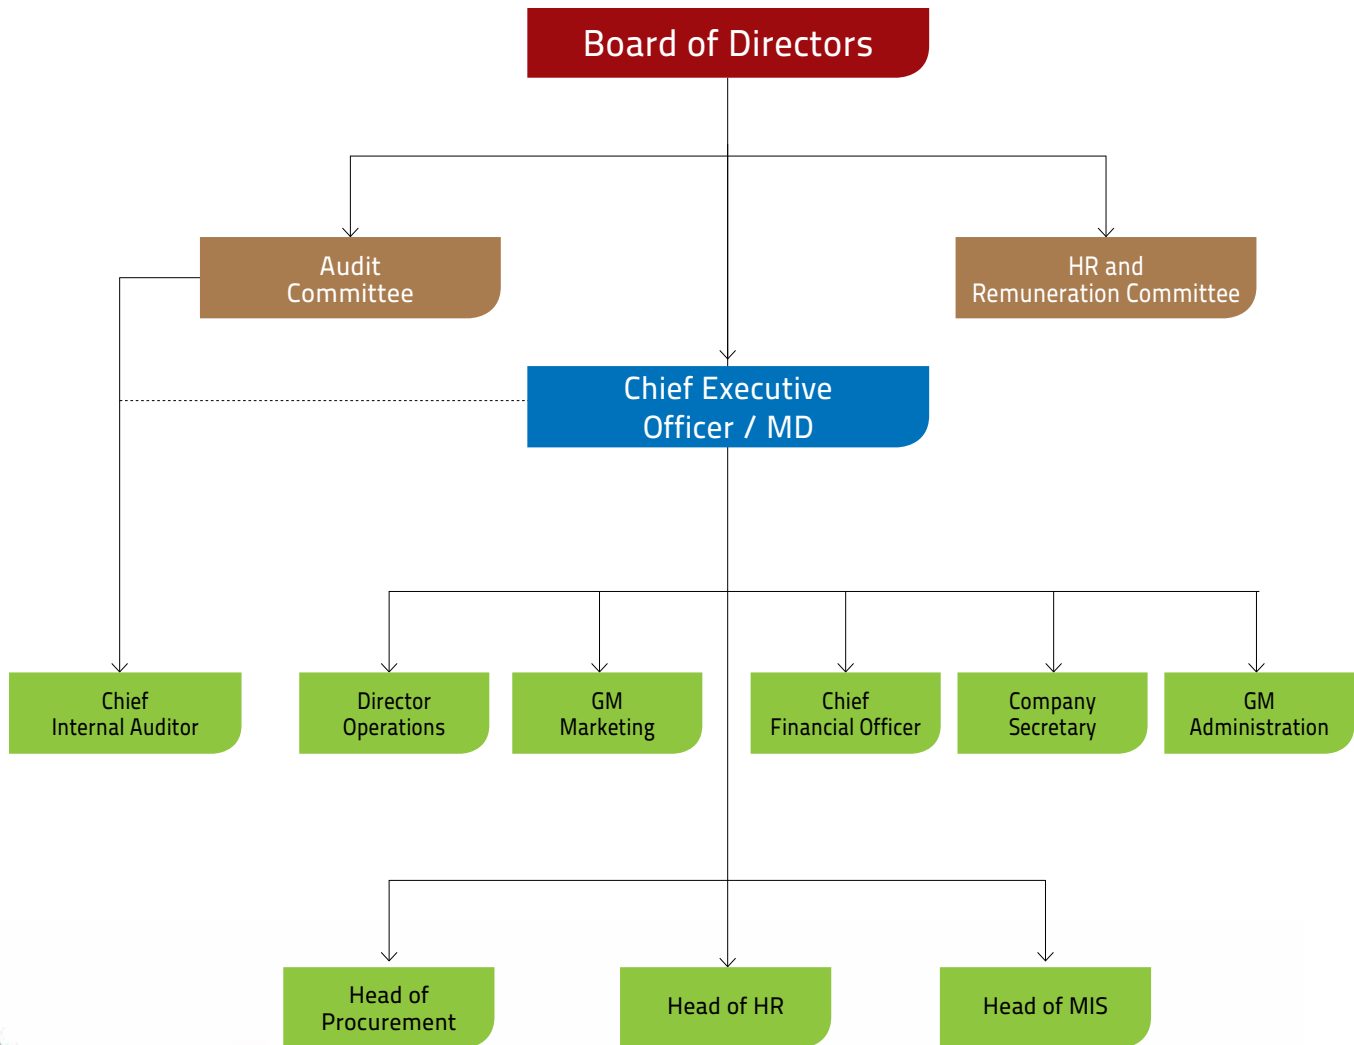 Board of Directors
Audit
Committee
HR and
Remuneration Committee
Chief Executive
Officer / MD
Chief
Internal Auditor
Director
Operations
GM
Marketing
Chief
Financial Officer
Company
Secretary
GM
Administration
Head of
Procurement
Head of HR
Head of MIS